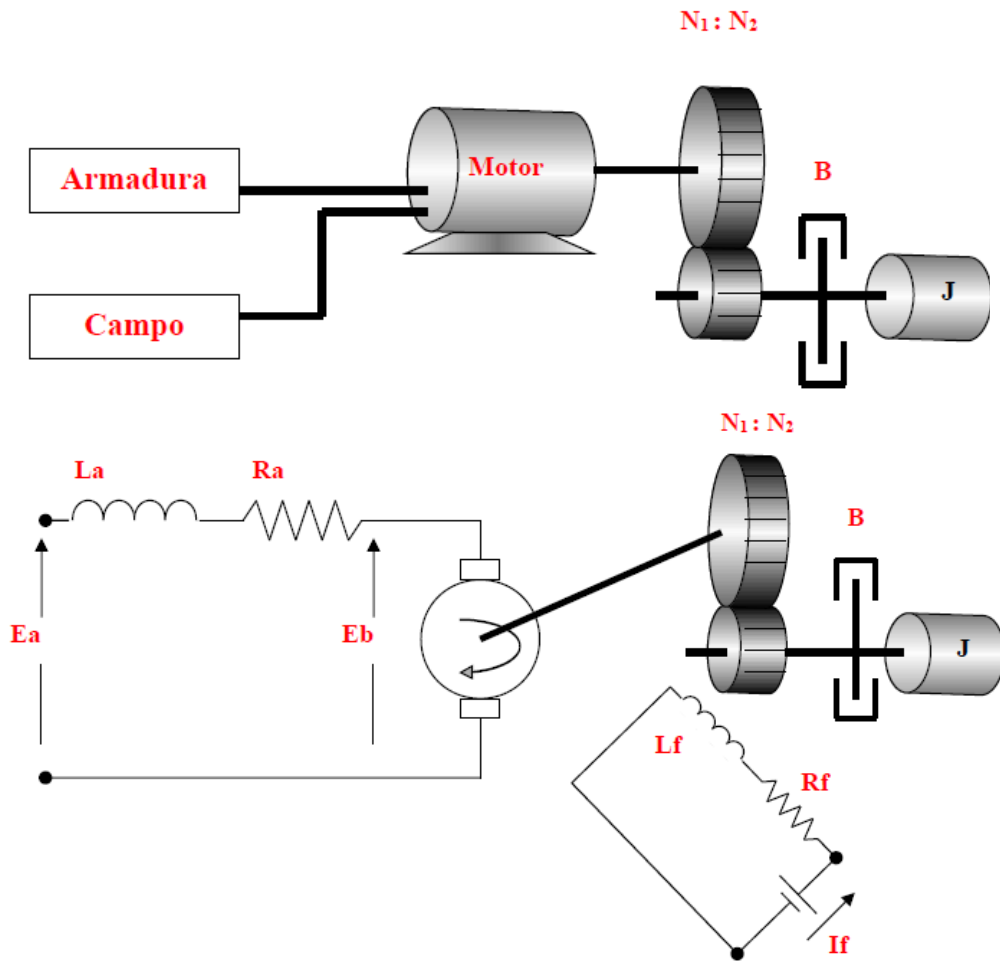 N₁ : N₂
Armadura
Motor
B
Campo
J
N₁ : N₂
La
Ra
B
Ea
Eb
J
Lf
Rf
If